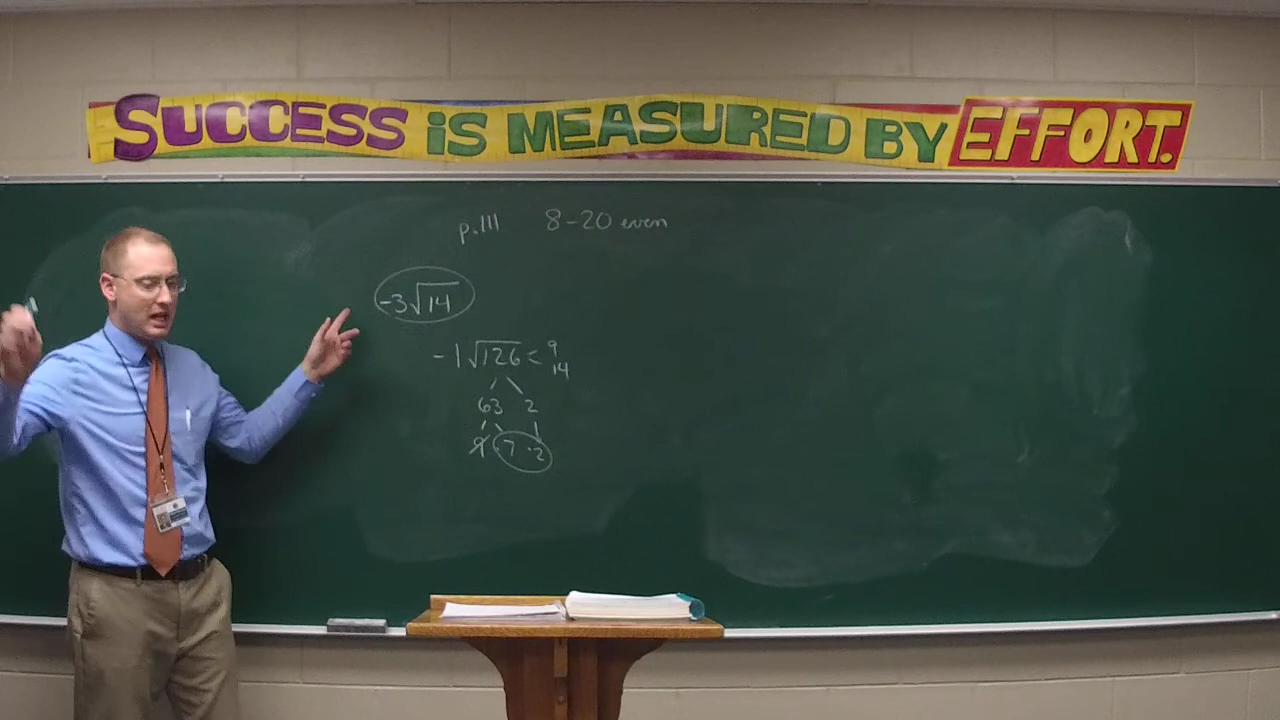 SUCCESS iS MEASURED BY EFFORT.
p.111 8-20 even
-3√14
-1√126 < 9
14
63 2
9 · 7 · 2